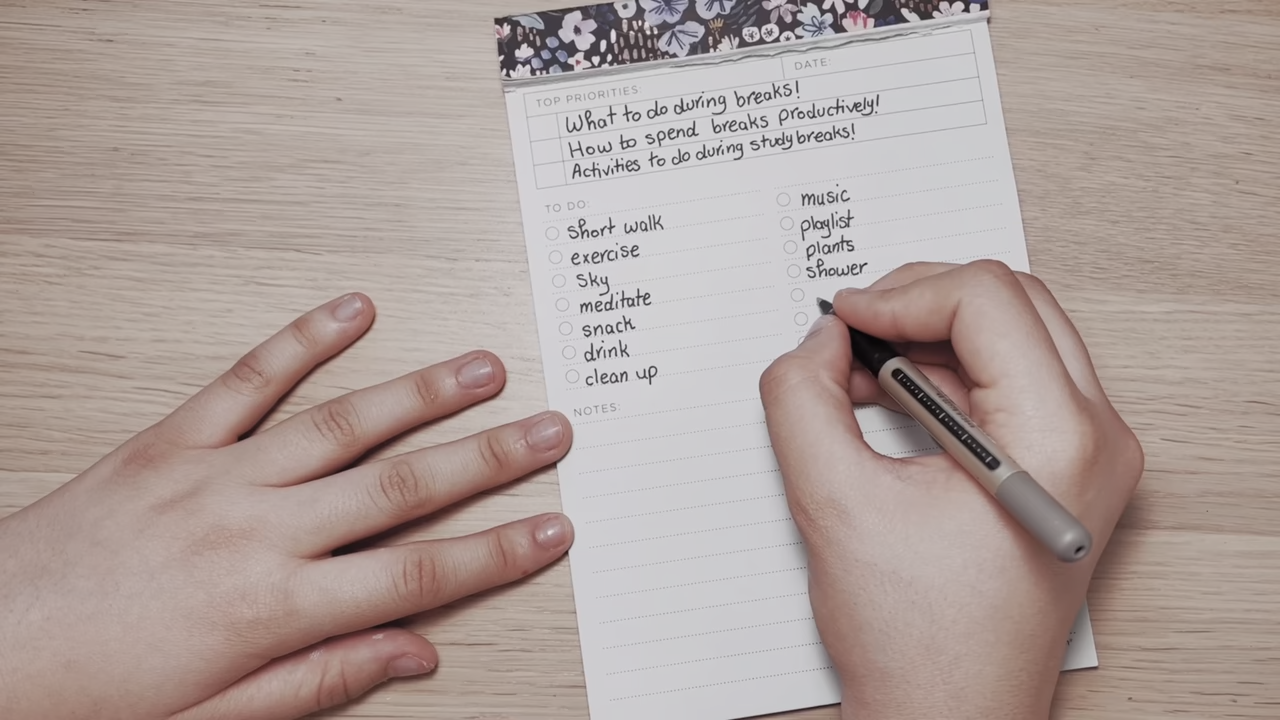 TOP PRIORITIES:
DATE:
What to do during breaks!
How to spend breaks productively!
Activities to do during study breaks!
TO DO:
short walk
exercise
sky
meditate
snack
drink
clean up
music
playlist
plants
shower
NOTES: